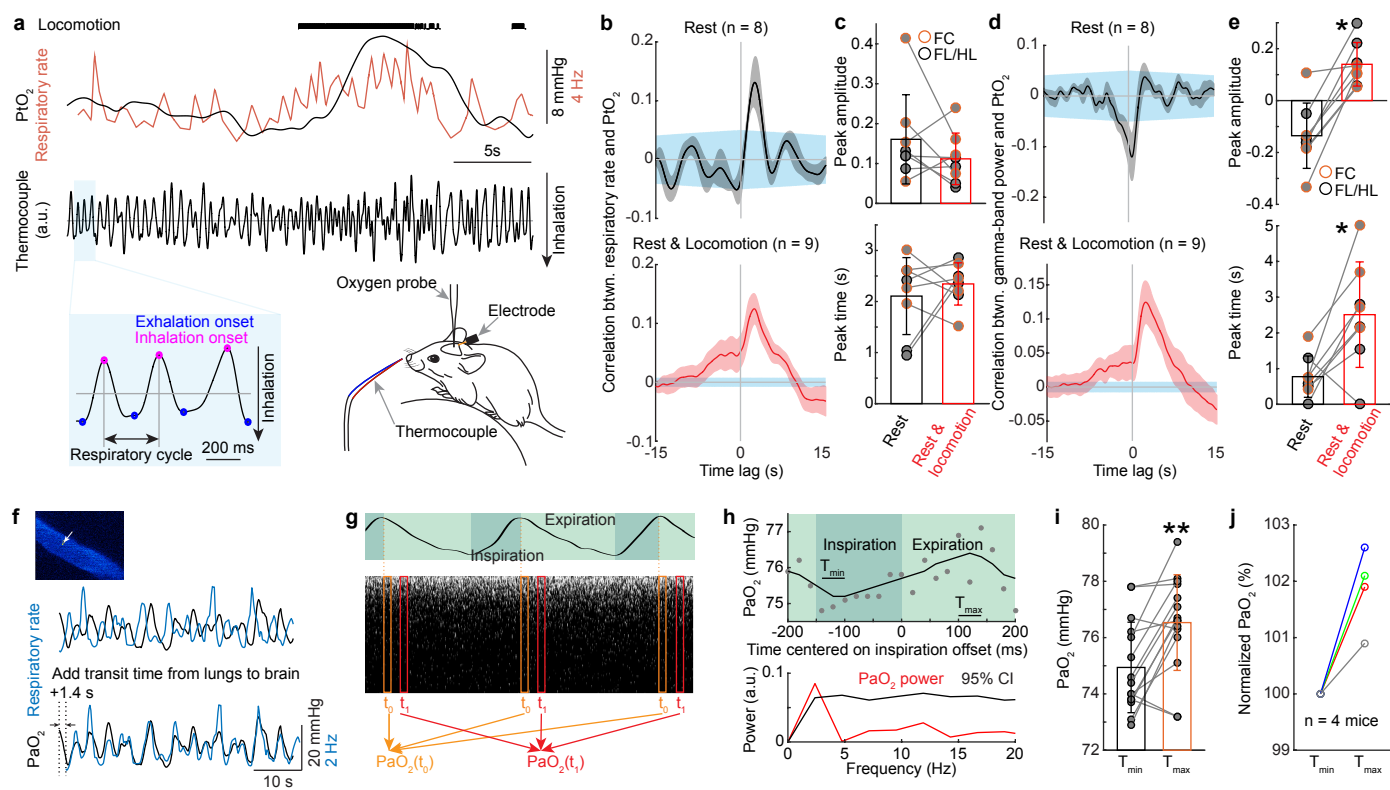 a
Locomotion
PtO2
Respiratory rate
8 mmHg
4 Hz
5s
Thermocouple
(a.u.)
Inhalation
Exhalation onset
Inhalation onset
Inhalation
Respiratory cycle
200 ms
Oxygen probe
Electrode
Thermocouple
b
Rest (n = 8)
Correlation btwn. respiratory rate and PtO2
0.2
0.1
0
-0.1
Rest & Locomotion (n = 9)
0.2
0.1
0
-0.1
-15
0
15
Time lag (s)
c
FC
FL/HL
Peak amplitude
0.4
0.3
0.2
0.1
0
Peak time (s)
3
2
1
0
Rest
Rest &
locomotion
d
Rest (n = 8)
Correlation btwn. gamma-band power and PtO2
0.1
0
-0.1
-0.2
Rest & Locomotion (n = 9)
0.15
0.10
0.05
0
-0.05
-15
0
15
Time lag (s)
e
*
Peak amplitude
0.2
0
-0.2
-0.4
FC
FL/HL
*
Peak time (s)
5
4
3
2
1
0
Rest
Rest &
locomotion
f
Respiratory rate
Add transit time from lungs to brain
+1.4 s
PaO2
20 mmHg
2 Hz
10 s
g
Expiration
Inspiration
t0
t1
t0
t1
t0
t1
PaO2(t0)
PaO2(t1)
h
PaO2 (mmHg)
77
76
75
Inspiration
Expiration
Tmin
Tmax
-200
-100
0
100
200
Time centered on inspiration offset (ms)
Power (a.u.)
0.1
0
PaO2 power
95% CI
0
5
10
15
20
Frequency (Hz)
i
**
PaO2 (mmHg)
80
78
76
74
72
Tmin
Tmax
j
Normalized PaO2 (%)
103
102
101
100
99
n = 4 mice
Tmin
Tmax